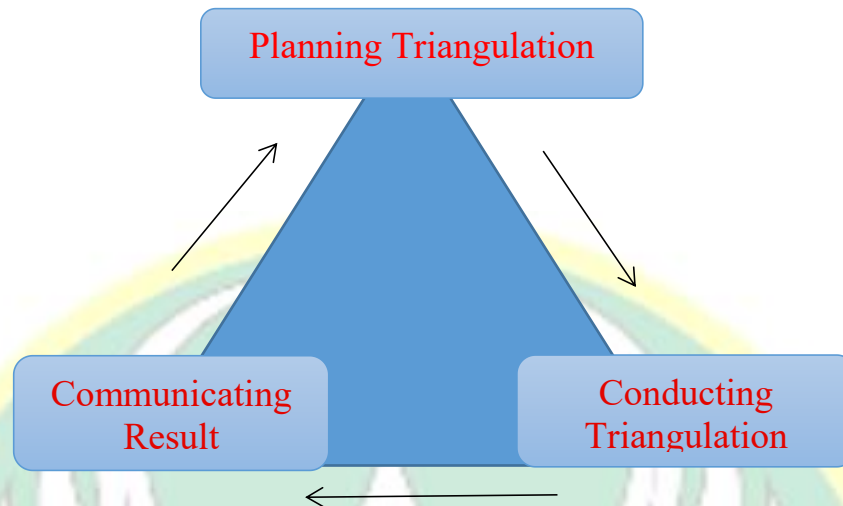 Planning Triangulation
Communicating
Result
Conducting
Triangulation